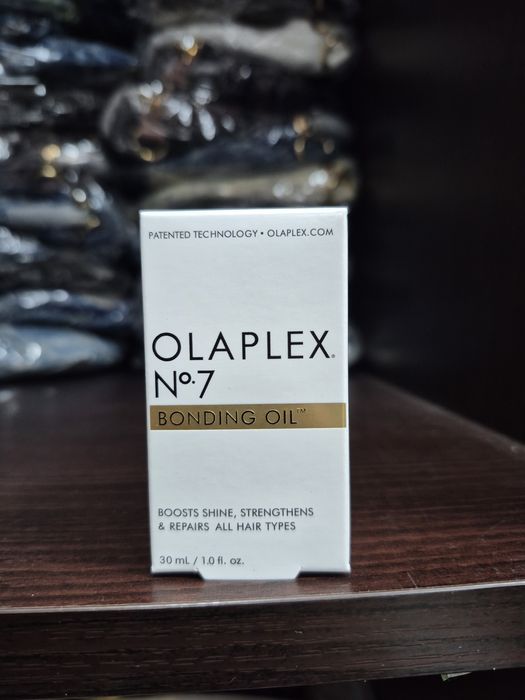 PATENTED TECHNOLOGY • OLAPLEX.COM
OLAPLEX®
Nº.7
BONDING OIL™
BOOSTS SHINE, STRENGTHENS
& REPAIRS ALL HAIR TYPES
30 mL / 1.0 fl. oz.